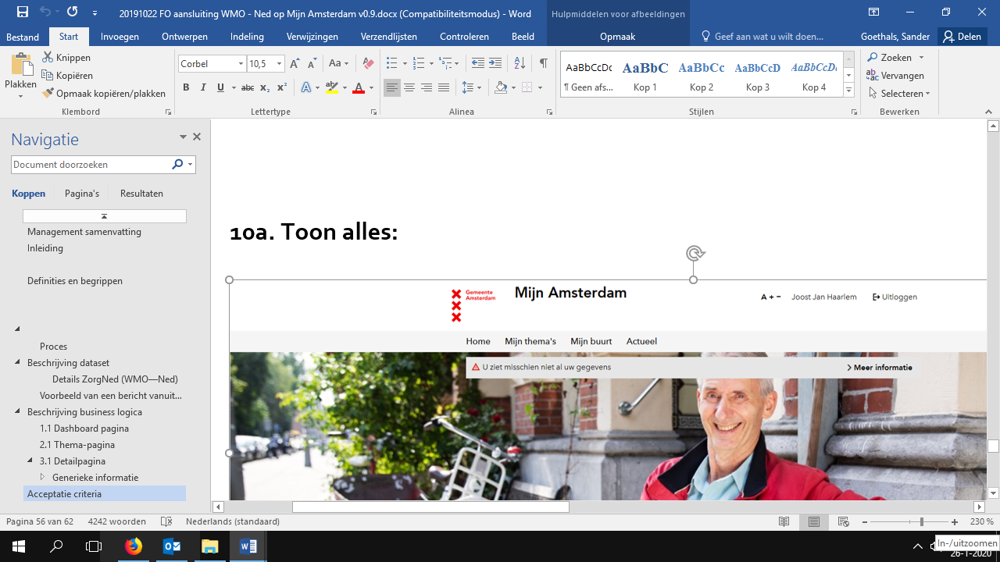 20191022 FO aansluiting WMO - Ned op Mijn Amsterdam v0.9.docx (Compatibiliteitsmodus) - Word
Hulpmiddelen voor afbeeldingen
Bestand Start Invoegen Ontwerpen Indeling Verwijzingen Verzendlijsten Controleren Beeld Opmaak Geef aan wat u wilt doen... Goethals, Sander Delen
Plakken
Knippen
Kopiëren
Opmaak kopiëren/plakken
Klembord
Corbel 10,5 A A Aa
B I U abc x₂ x² A ab A
Lettertype
Alinea
AaBbCcDc AaBbC AaBbCc AaBbCcD AaBbCcDı
¶ Geen afs... Kop 1 Kop 2 Kop 3 Kop 4
Stijlen
Zoeken
Vervangen
Selecteren
Bewerken
Navigatie
Document doorzoeken
Koppen Pagina's Resultaten
Management samenvatting
Inleiding
Definities en begrippen
Proces
Beschrijving dataset
Details ZorgNed (WMO—Ned)
Voorbeeld van een bericht vanuit...
Beschrijving business logica
1.1 Dashboard pagina
2.1 Thema-pagina
3.1 Detailpagina
Generieke informatie
Acceptatie criteria
10a. Toon alles:
Gemeente
Amsterdam
Mijn Amsterdam
A + − Joost Jan Haarlem Uitloggen
Home Mijn thema's Mijn buurt Actueel
U ziet misschien niet al uw gegevens Meer informatie
Pagina 56 van 62 4242 woorden Nederlands (standaard) 230 %
In-/uitzoomen
26-1-2020